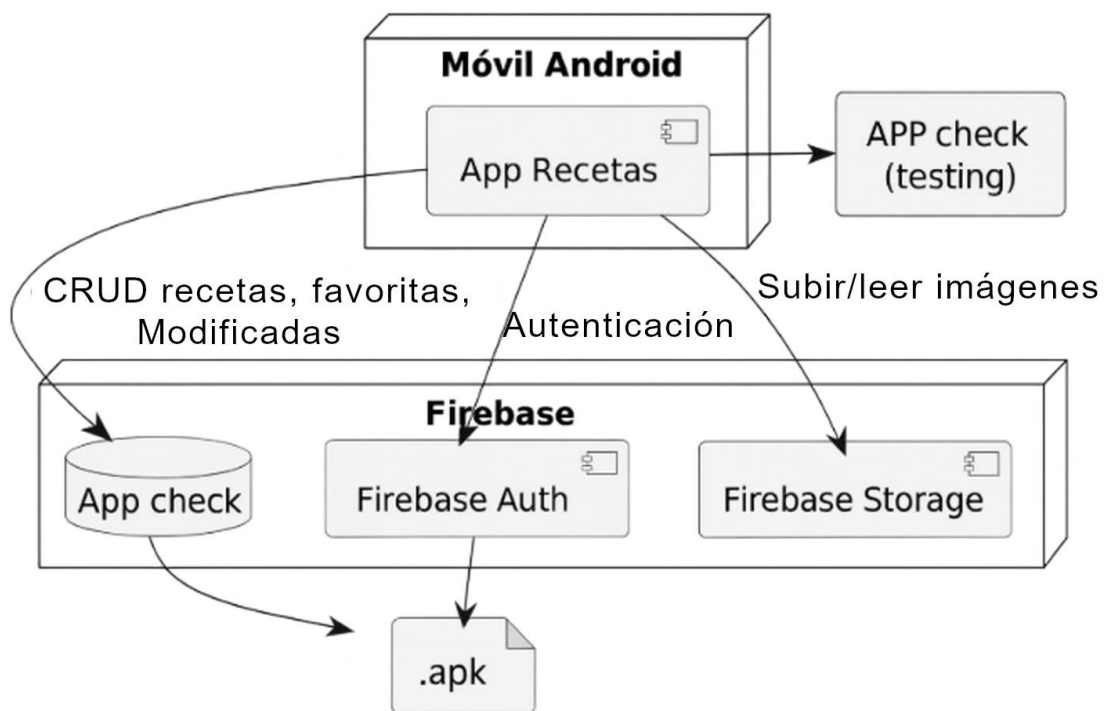 Móvil Android
App Recetas
APP check
(testing)
CRUD recetas, favoritas,
Modificadas
Autenticación
Subir/leer imágenes
Firebase
App check
Firebase Auth
Firebase Storage
.apk